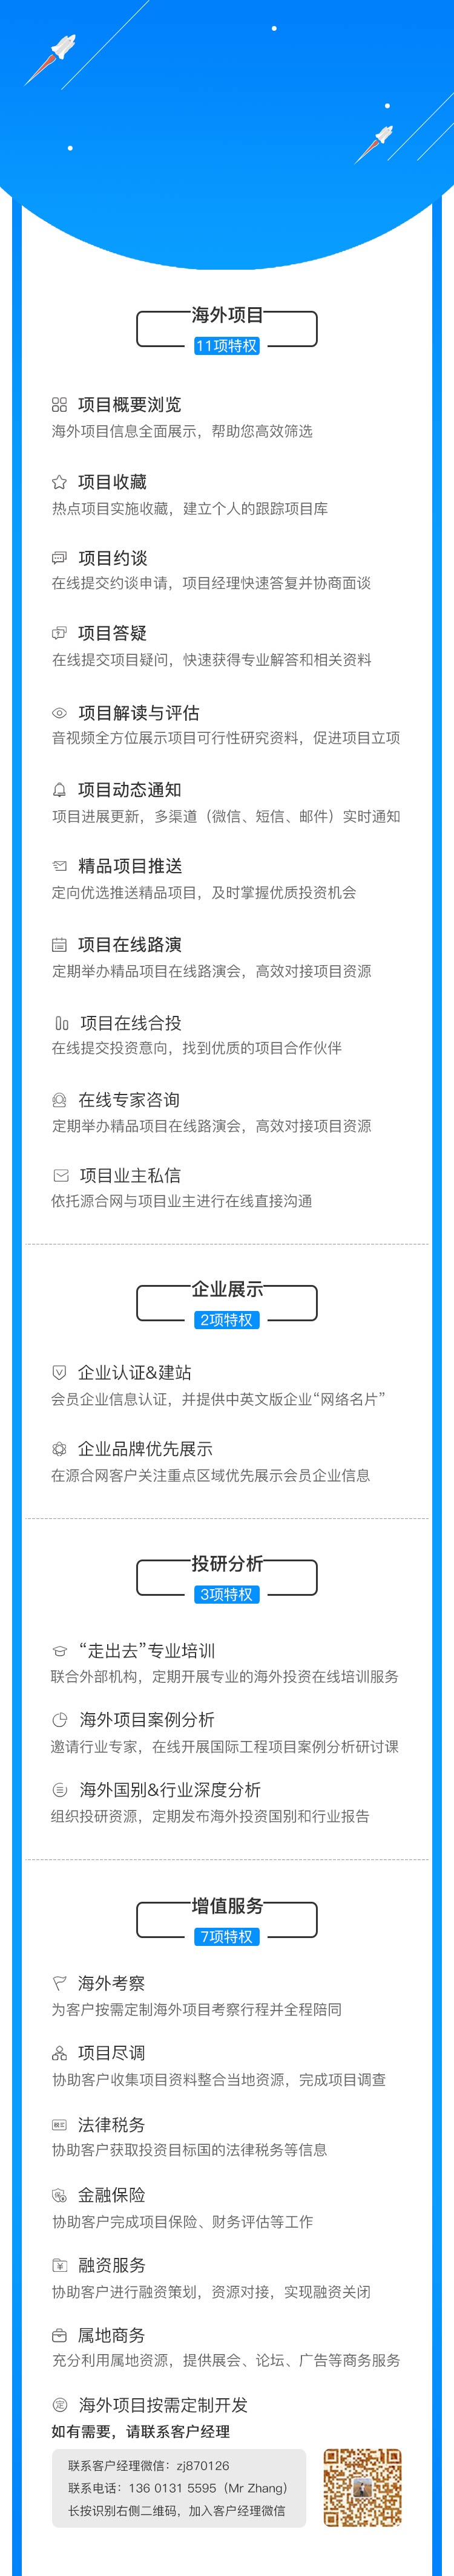 海外项目
11项特权
项目概要浏览
海外项目信息全面展示，帮助您高效筛选
项目收藏
热点项目实施收藏，建立个人的跟踪项目库
项目约谈
在线提交约谈申请，项目经理快速答复并协商面谈
项目答疑
在线提交项目疑问，快速获得专业解答和相关资料
项目解读与评估
音视频全方位展示项目可行性研究资料，促进项目立项
项目动态通知
项目进展更新，多渠道（微信、短信、邮件）实时通知
精品项目推送
定向优选推送精品项目，及时掌握优质投资机会
项目在线路演
定期举办精品项目在线路演会，高效对接项目资源
项目在线合投
在线提交投资意向，找到优质的项目合作伙伴
在线专家咨询
定期举办精品项目在线路演会，高效对接项目资源
项目业主私信
依托源合网与项目业主进行在线直接沟通
企业展示
2项特权
企业认证&建站
会员企业信息认证，并提供中英文版企业“网络名片”
企业品牌优先展示
在源合网客户关注重点区域优先展示会员企业信息
投研分析
3项特权
“走出去”专业培训
联合外部机构，定期开展专业的海外投资在线培训服务
海外项目案例分析
邀请行业专家，在线开展国际工程项目案例分析研讨课
海外国别&行业深度分析
组织投研资源，定期发布海外投资国别和行业报告
增值服务
7项特权
海外考察
为客户按需定制海外项目考察行程并全程陪同
项目尽调
协助客户收集项目资料整合当地资源，完成项目调查
法律税务
协助客户获取投资目标国的法律税务等信息
金融保险
协助客户完成项目保险、财务评估等工作
融资服务
协助客户进行融资策划，资源对接，实现融资关闭
属地商务
充分利用属地资源，提供展会、论坛、广告等商务服务
海外项目按需定制开发
如有需要，请联系客户经理
联系客户经理微信：zj870126
联系电话：136 0131 5595（Mr Zhang）
长按识别右侧二维码，加入客户经理微信